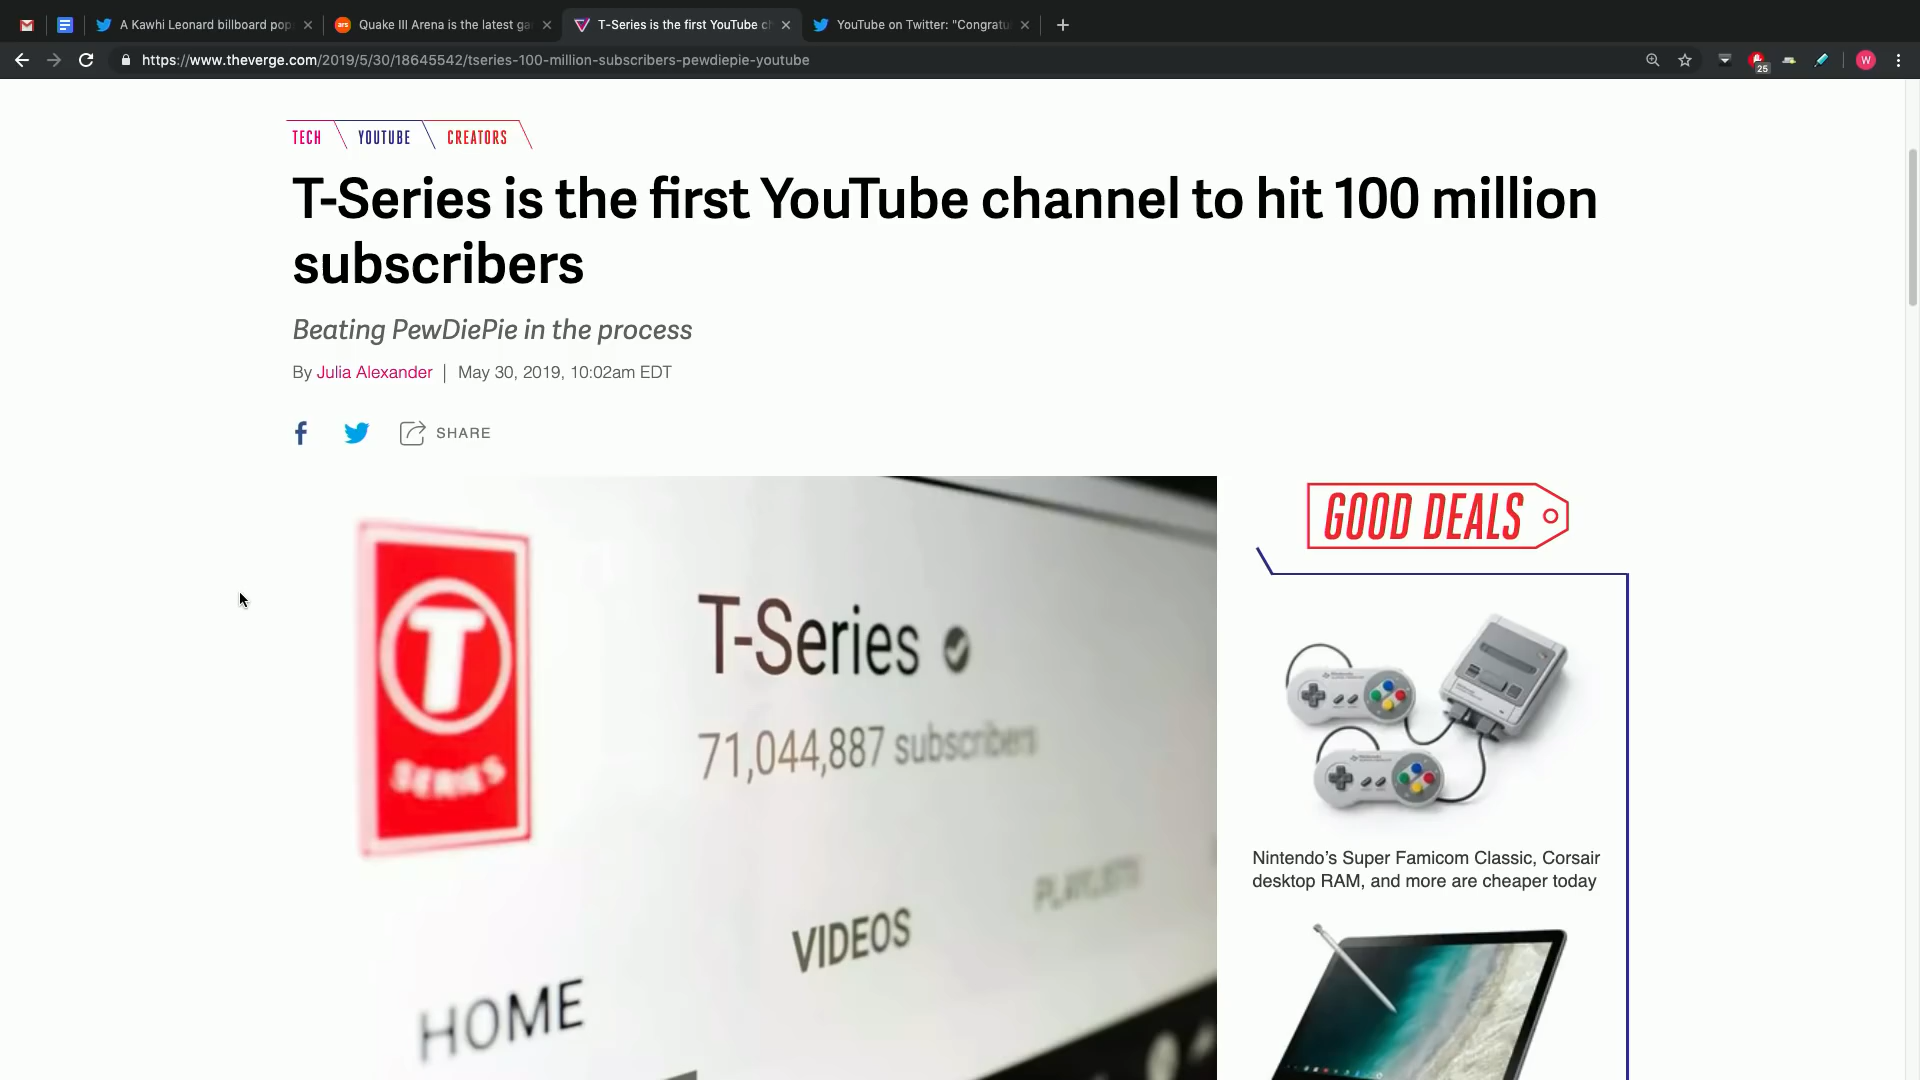 A Kawhi Leonard billboard pop
Quake III Arena is the latest ga
T-Series is the first YouTube ch
YouTube on Twitter: "Congratu
https://www.theverge.com/2019/5/30/18645542/tseries-100-million-subscribers-pewdiepie-youtube
25
W
TECH
YOUTUBE
CREATORS
T-Series is the first YouTube channel to hit 100 million
subscribers
Beating PewDiePie in the process
By Julia Alexander | May 30, 2019, 10:02am EDT
SHARE
GOOD DEALS
T
SERIES
T-Series
71,044,887 subscribers
HOME
VIDEOS
PLAYLISTS
Nintendo's Super Famicom Classic, Corsair
desktop RAM, and more are cheaper today